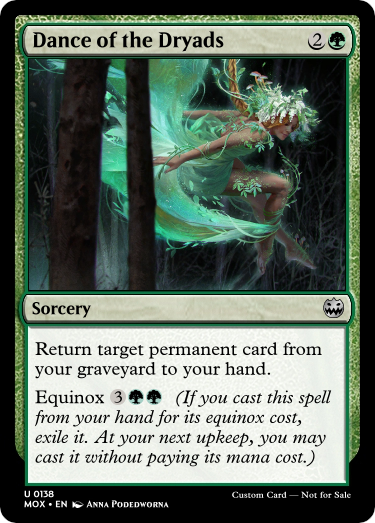 Dance of the Dryads 2
Sorcery
Return target permanent card from
your graveyard to your hand.
Equinox 3 (If you cast this spell
from your hand for its equinox cost,
exile it. At your next upkeep, you may
cast it without paying its mana cost.)
U 0138
MOX • EN Anna Podedworna
Custom Card — Not for Sale